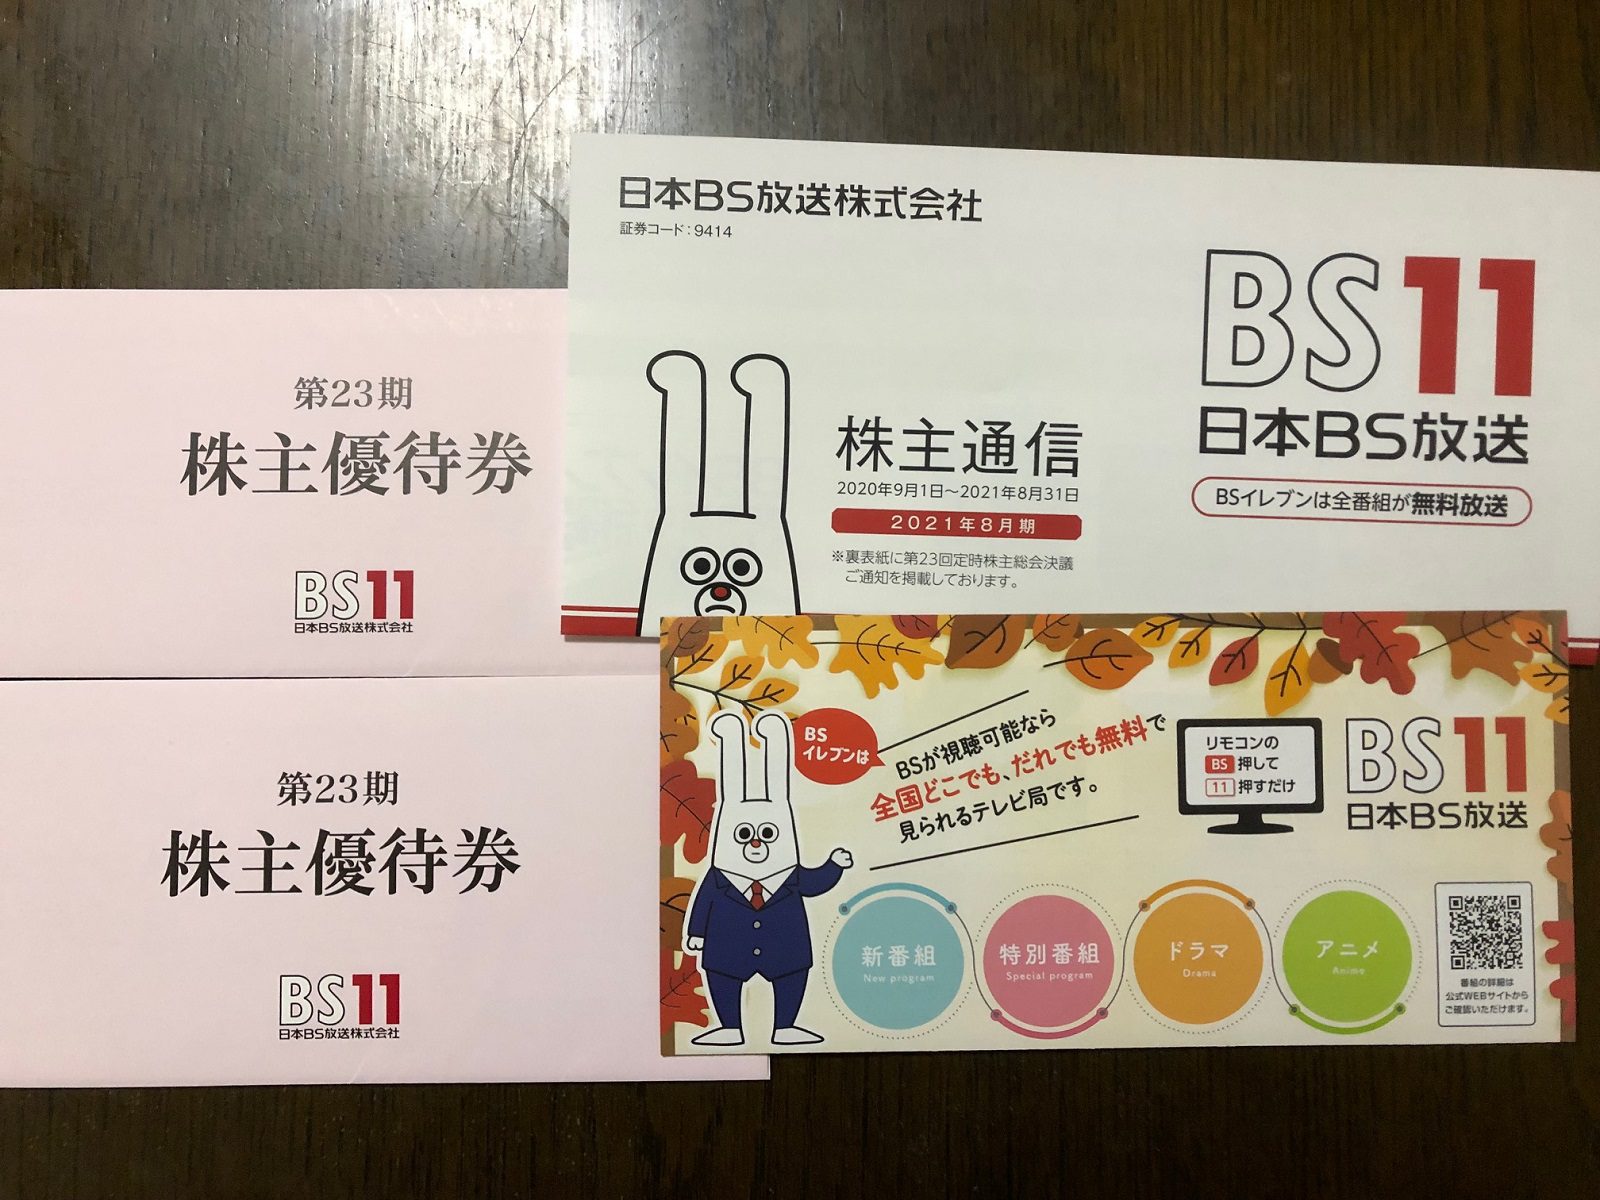 日本BS放送株式会社
証券コード:9414
BS11
日本BS放送
BSイレブンは全番組が無料放送
株主通信
2020年9月1日~2021年8月31日
2021年8月期
※裏表紙に第23回定時株主総会決議
ご通知を掲載しております。
第23期
株主優待券
BS11
日本BS放送株式会社
第23期
株主優待券
BS11
日本BS放送株式会社
BS
イレブンは
BSが視聴可能なら
全国どこでも、だれでも無料で
見られるテレビ局です。
リモコンの
BS 押して
11 押すだけ
BS11
日本BS放送
新番組
New program
特別番組
Special program
ドラマ
Drama
アニメ
Anime
番組の詳細は
公式WEBサイトから
ご確認いただけます。